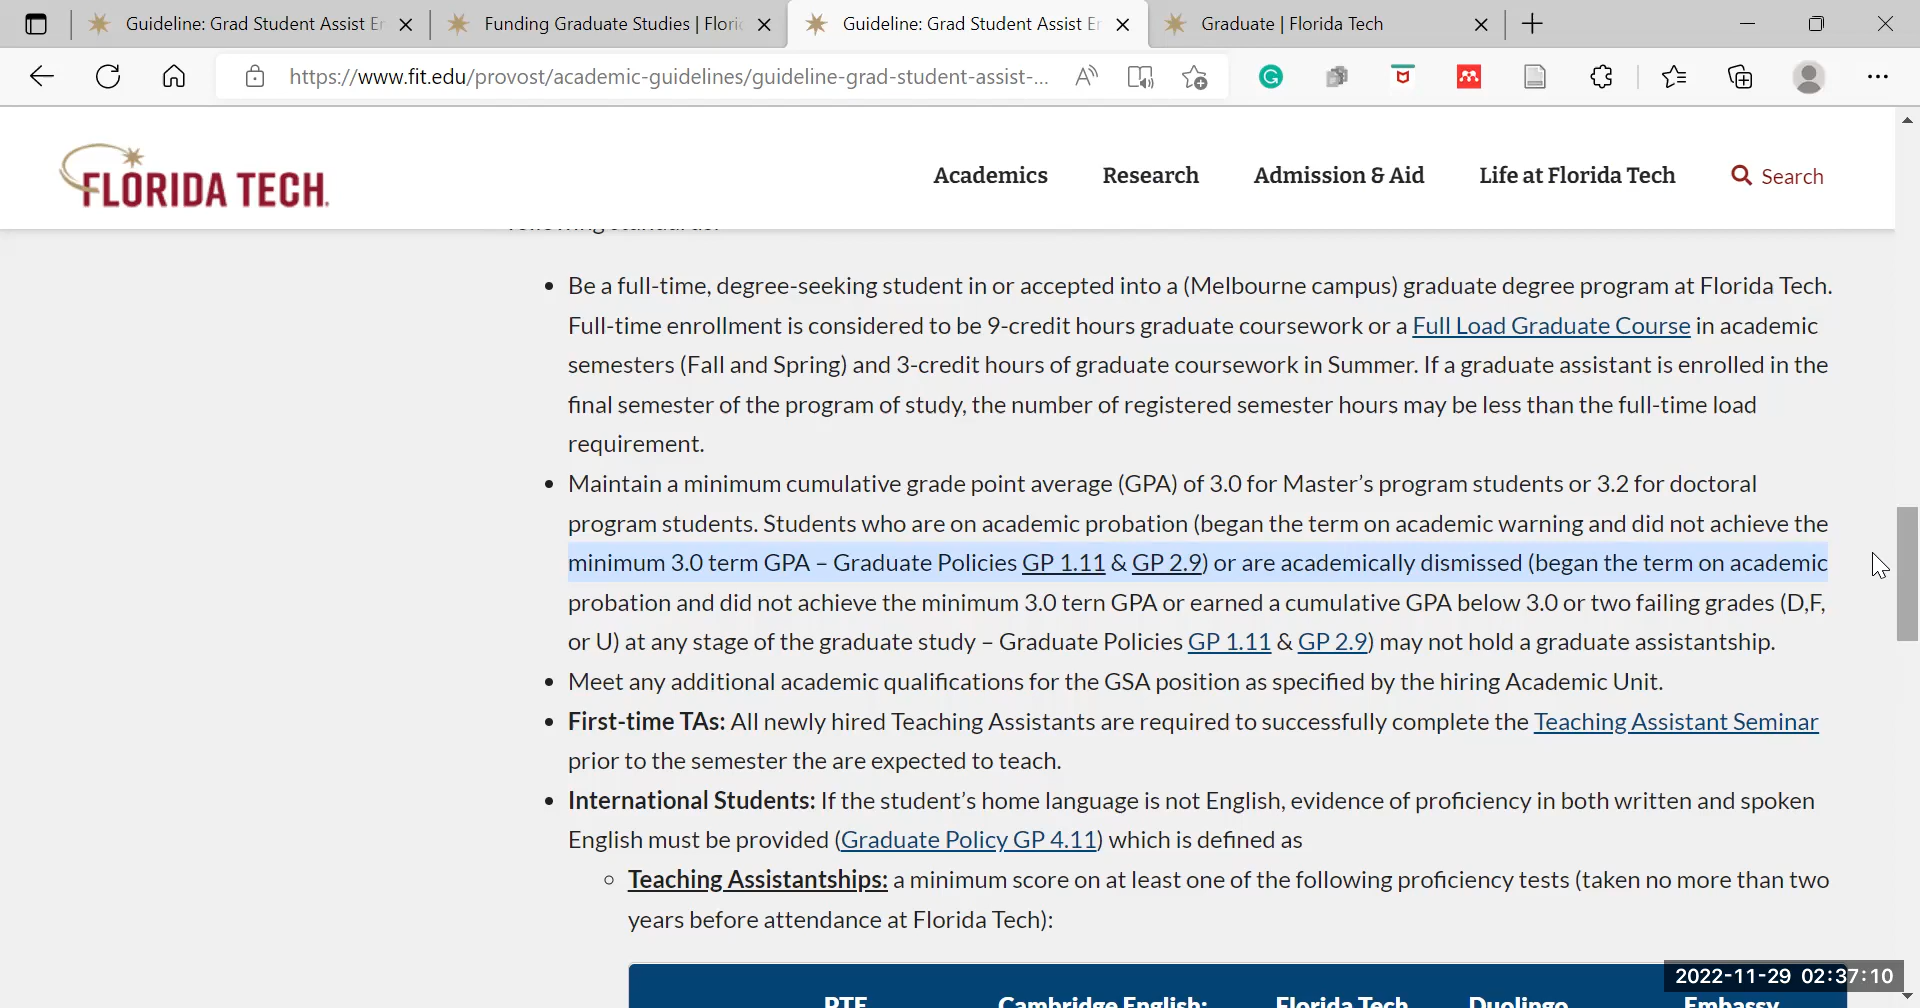 Guideline: Grad Student Assist Er
Funding Graduate Studies | Floric
Guideline: Grad Student Assist Er
Graduate | Florida Tech
https://www.fit.edu/provost/academic-guidelines/guideline-grad-student-assist-...
FLORIDA TECH
Academics
Research
Admission & Aid
Life at Florida Tech
Search
following standards:
• Be a full-time, degree-seeking student in or accepted into a (Melbourne campus) graduate degree program at Florida Tech.
Full-time enrollment is considered to be 9-credit hours graduate coursework or a Full Load Graduate Course in academic
semesters (Fall and Spring) and 3-credit hours of graduate coursework in Summer. If a graduate assistant is enrolled in the
final semester of the program of study, the number of registered semester hours may be less than the full-time load
requirement.
• Maintain a minimum cumulative grade point average (GPA) of 3.0 for Master’s program students or 3.2 for doctoral
program students. Students who are on academic probation (began the term on academic warning and did not achieve the
minimum 3.0 term GPA – Graduate Policies GP 1.11 & GP 2.9) or are academically dismissed (began the term on academic
probation and did not achieve the minimum 3.0 tern GPA or earned a cumulative GPA below 3.0 or two failing grades (D,F,
or U) at any stage of the graduate study – Graduate Policies GP 1.11 & GP 2.9) may not hold a graduate assistantship.
• Meet any additional academic qualifications for the GSA position as specified by the hiring Academic Unit.
• First-time TAs: All newly hired Teaching Assistants are required to successfully complete the Teaching Assistant Seminar
prior to the semester the are expected to teach.
• International Students: If the student’s home language is not English, evidence of proficiency in both written and spoken
English must be provided (Graduate Policy GP 4.11) which is defined as
◦ Teaching Assistantships: a minimum score on at least one of the following proficiency tests (taken no more than two
years before attendance at Florida Tech):
PTE
Cambridge English:
Florida Tech
Duolingo
Embassy
2022-11-29 02:37:10